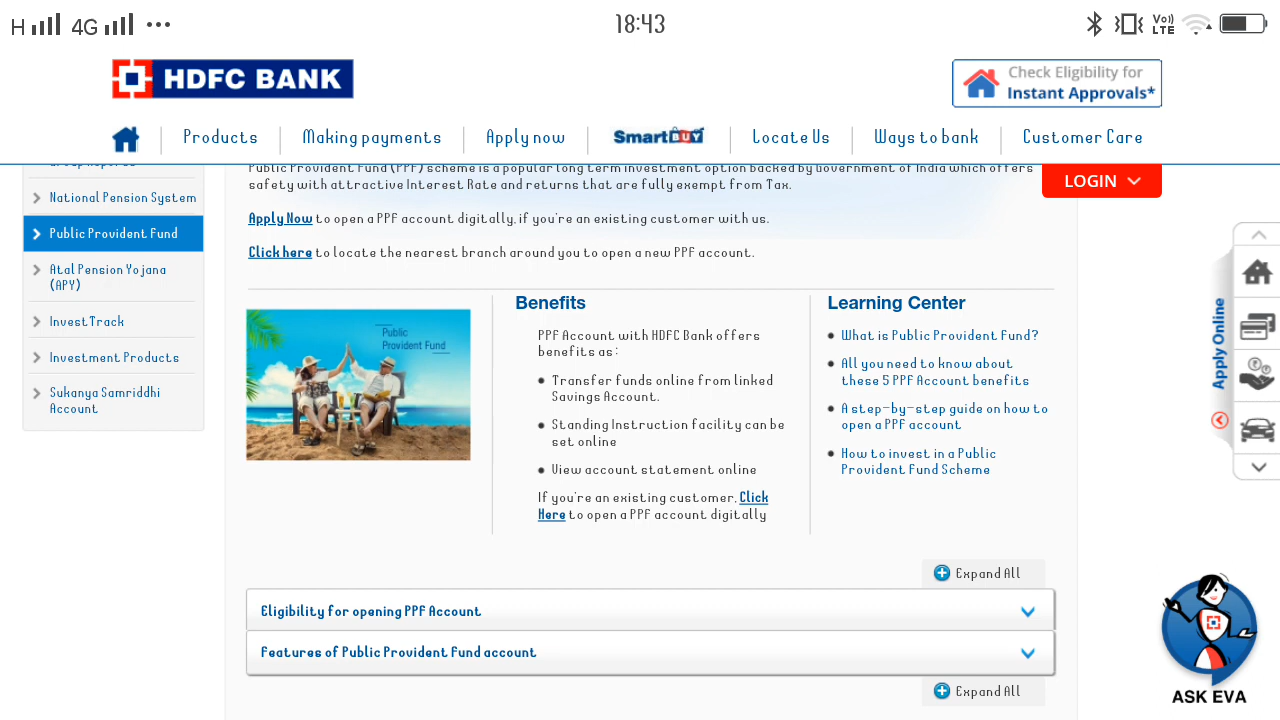 H 4G ••• 18:43 Vo)) LTE
HDFC BANK
Check Eligibility for
Instant Approvals*
Products Making payments Apply now SmartBUY Locate Us Ways to bank Customer Care
LOGIN
National Pension System
Public Provident Fund
Atal Pension Yojana
(APY)
InvestTrack
Investment Products
Sukanya Samriddhi
Account
Public Provident Fund (PPF) scheme is a popular long term investment option backed by Government of India which offers
safety with attractive Interest Rate and returns that are fully exempt from Tax.
Apply Now to open a PPF account digitally, if you're an existing customer with us.
Click here to locate the nearest branch around you to open a new PPF account.
Public
Provident Fund
Benefits
PPF Account with HDFC Bank offers
benefits as:
• Transfer funds online from linked
Savings Account.
• Standing Instruction facility can be
set online
• View account statement online
If you're an existing customer, Click
Here to open a PPF account digitally
Learning Center
• What is Public Provident Fund?
• All you need to know about
these 5 PPF Account benefits
• A step-by-step guide on how to
open a PPF account
• How to invest in a Public
Provident Fund Scheme
Apply Online
Expand All
Eligibility for opening PPF Account
Features of Public Provident Fund account
Expand All
ASK EVA